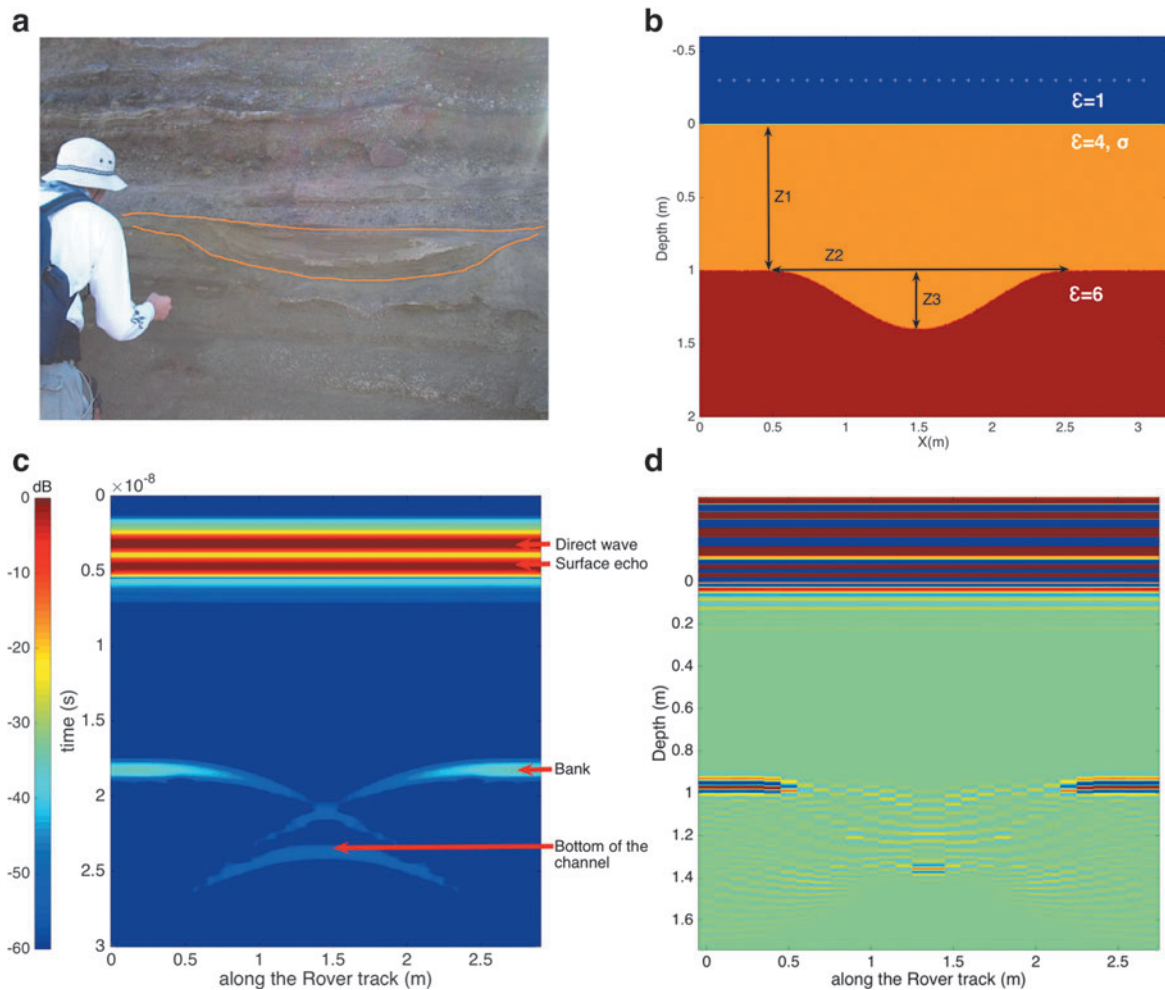 a
b
-0.5
0
0.5
1
1.5
2
Depth (m)
ε=1
ε=4, σ
Z1
Z2
Z3
ε=6
0
0.5
1
1.5
2
2.5
3
X(m)
c
dB
0
-10
-20
-30
-40
-50
-60
×10⁻⁸
0
0.5
1
1.5
2
2.5
3
time (s)
Direct wave
Surface echo
Bank
Bottom of the
channel
0
0.5
1
1.5
2
2.5
along the Rover track (m)
d
0
0.2
0.4
0.6
0.8
1
1.2
1.4
1.6
Depth (m)
0
0.5
1
1.5
2
2.5
along the Rover track (m)